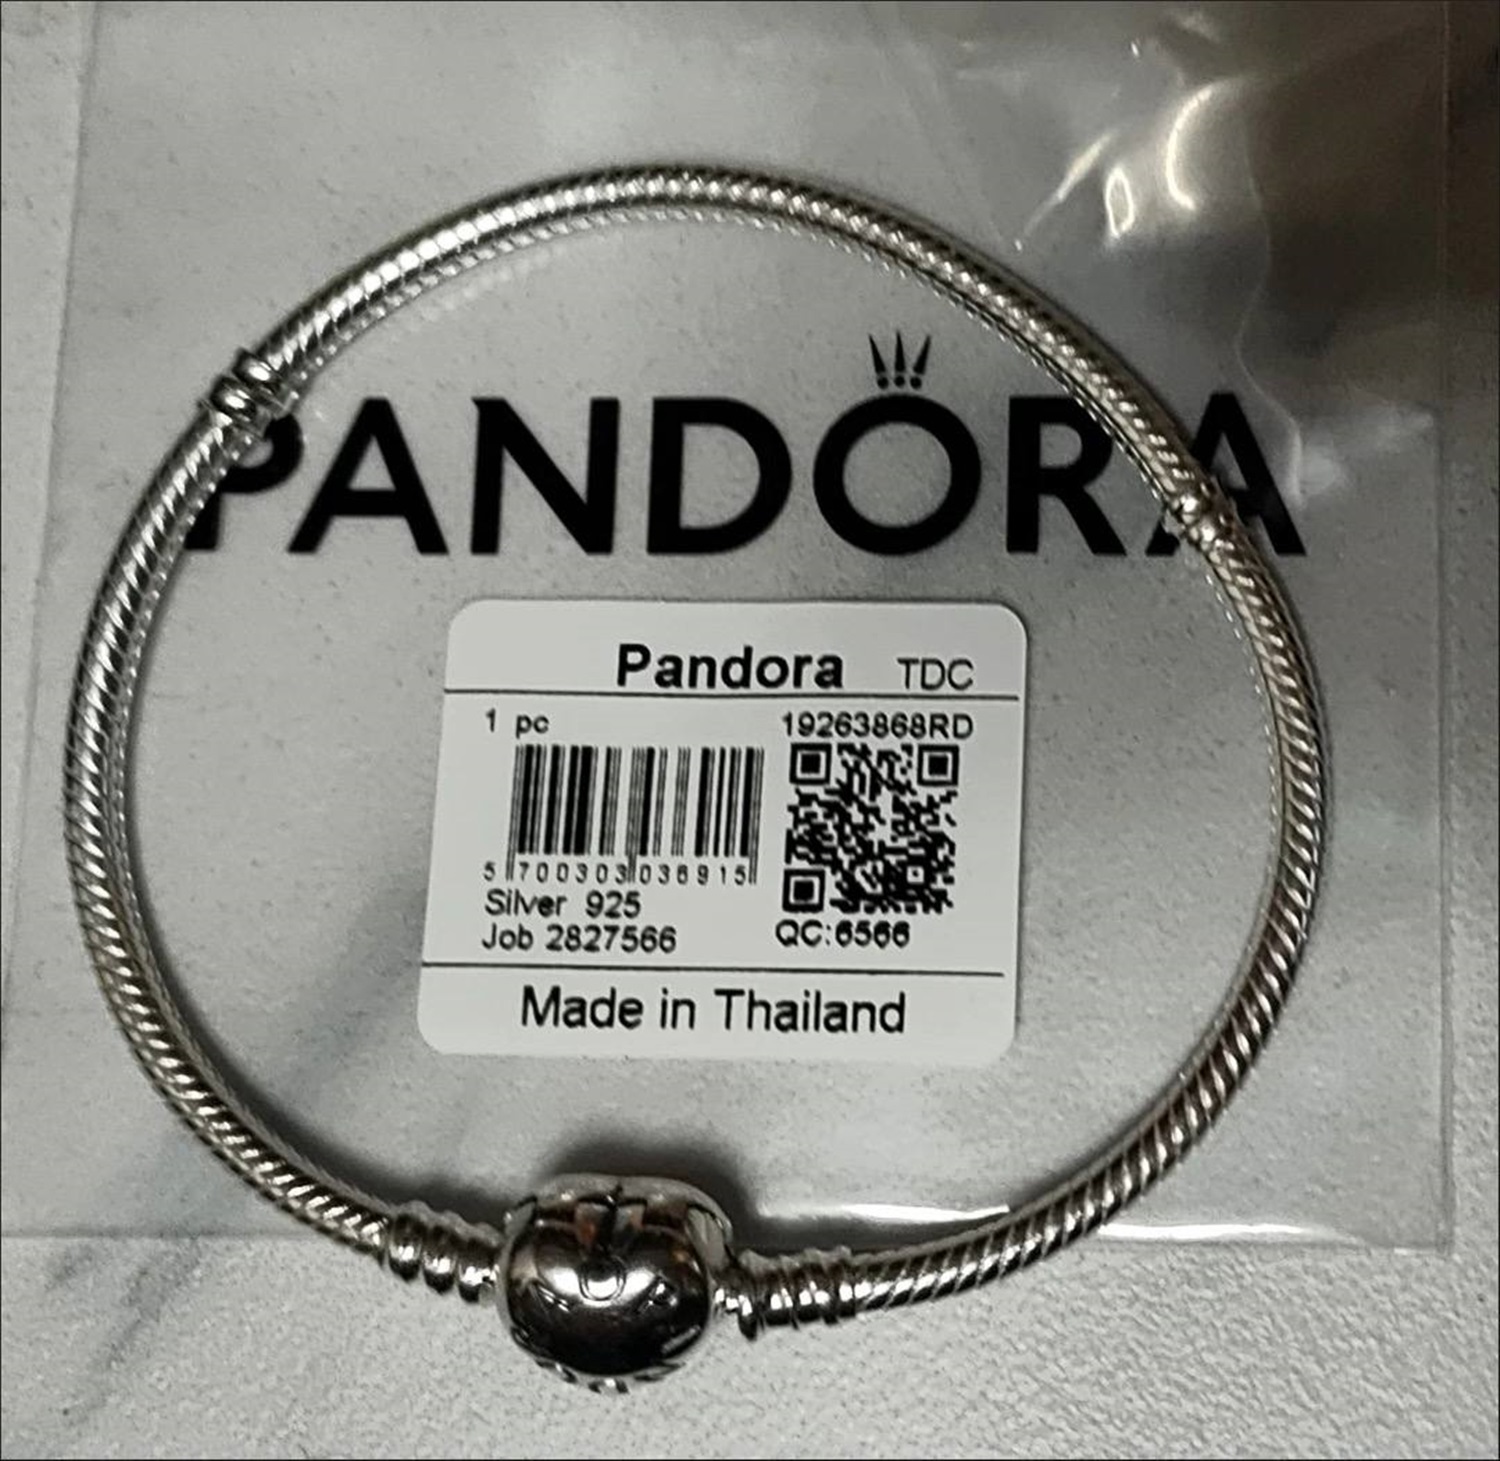 PANDORA
Pandora TDC
1 pc 19263868RD
5 700303 036915
Silver 925
Job 2827566 QC:6566
Made in Thailand